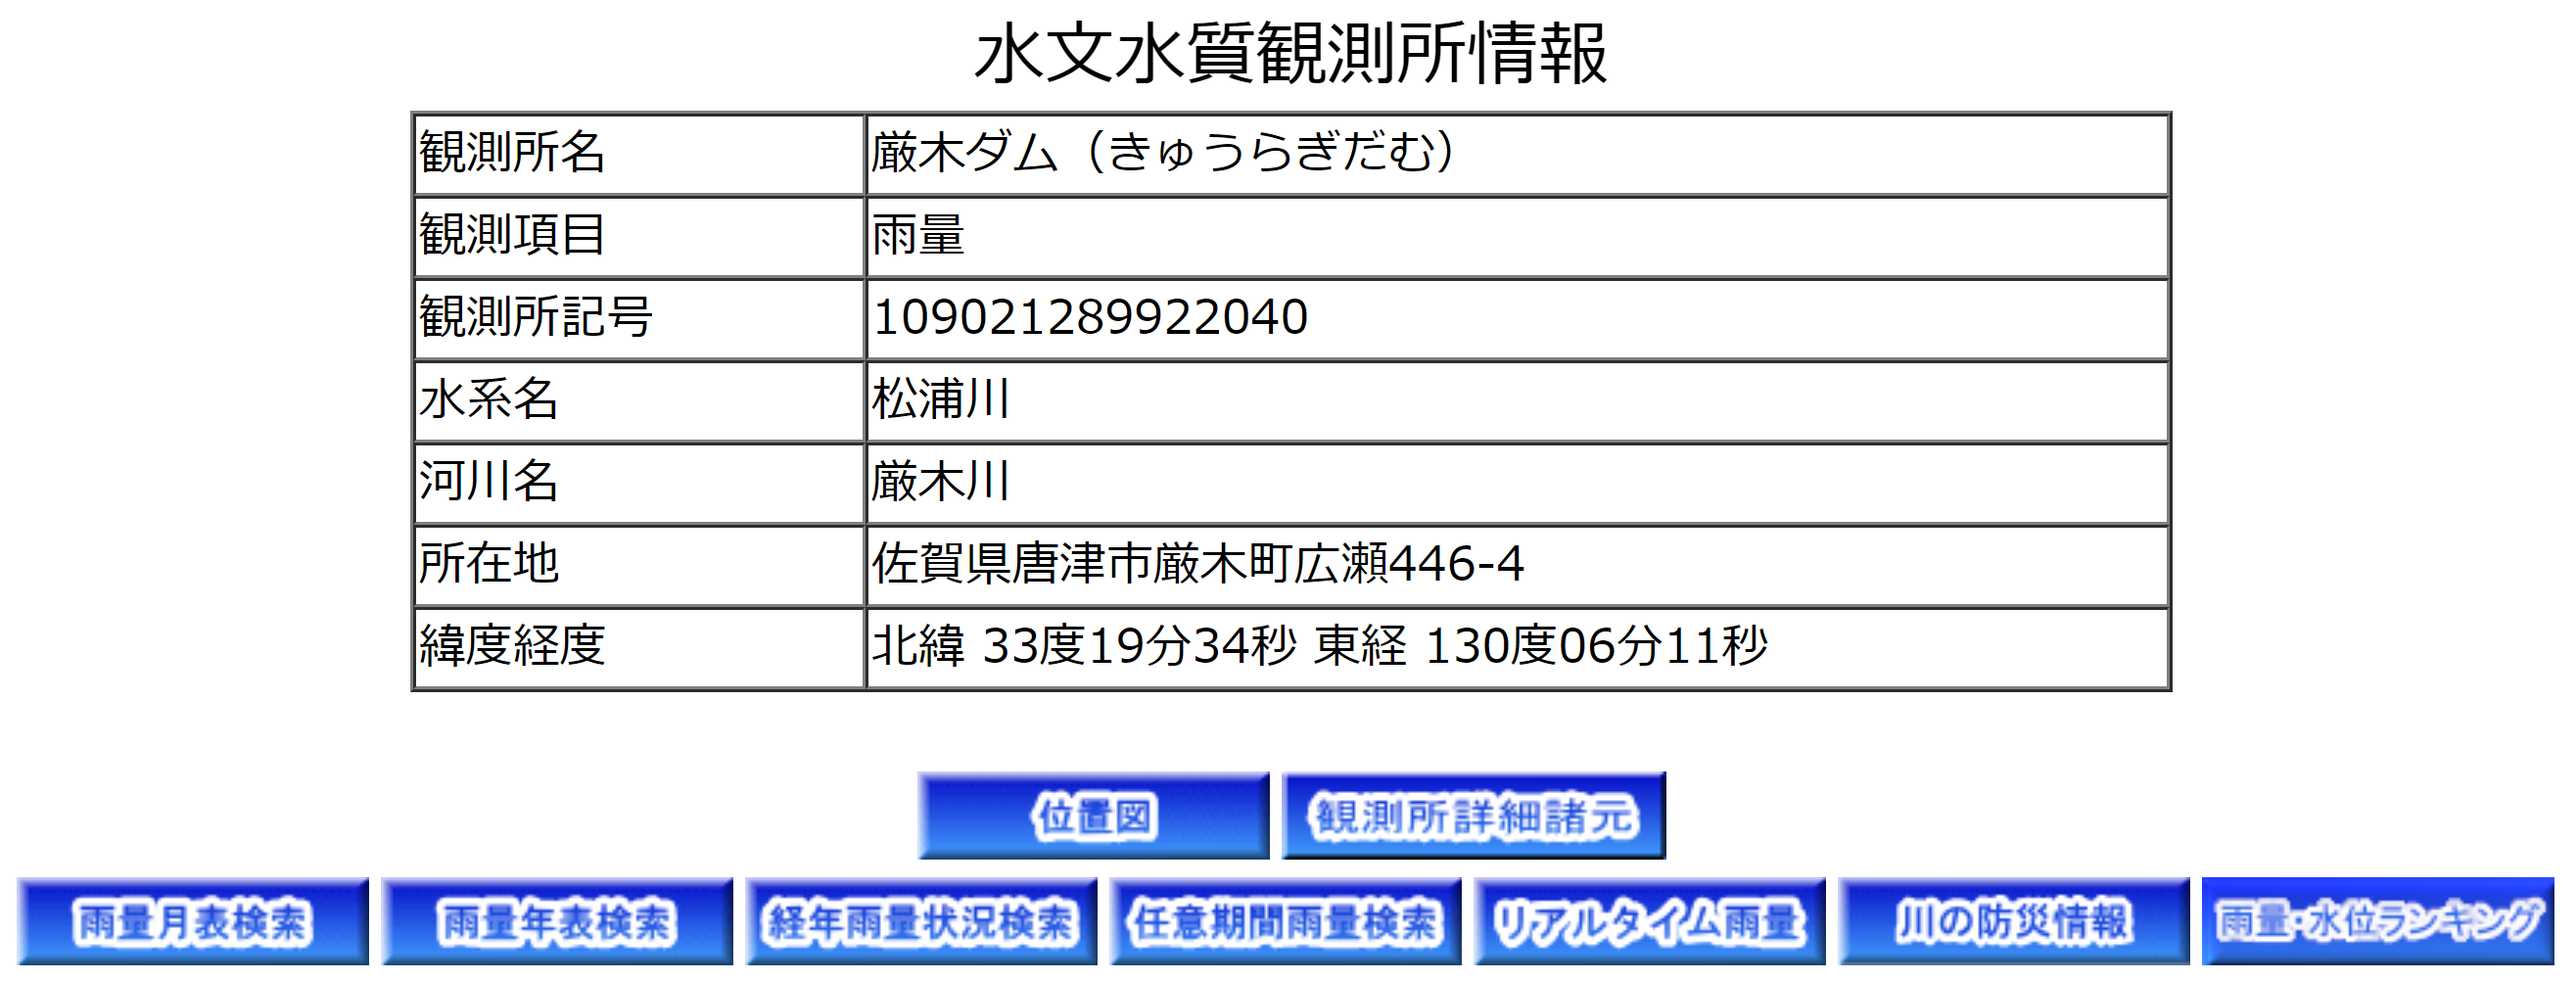 水文水質観測所情報
観測所名 厳木ダム（きゅうらぎだむ）
観測項目 雨量
観測所記号 109021289922040
水系名 松浦川
河川名 厳木川
所在地 佐賀県唐津市厳木町広瀬446-4
緯度経度 北緯 33度19分34秒 東経 130度06分11秒
位置図 観測所詳細諸元
雨量月表検索 雨量年表検索 経年雨量状況検索 任意期間雨量検索 リアルタイム雨量 川の防災情報 雨量・水位ランキング